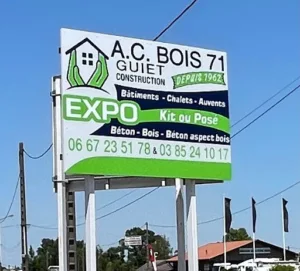 A.C. BOIS 71
GUIET
CONSTRUCTION
DEPUIS 1962
Bâtiments - Chalets - Auvents
EXPO
Kit ou Posé
Béton - Bois - Béton aspect bois
06 67 23 51 78 & 03 85 24 10 17